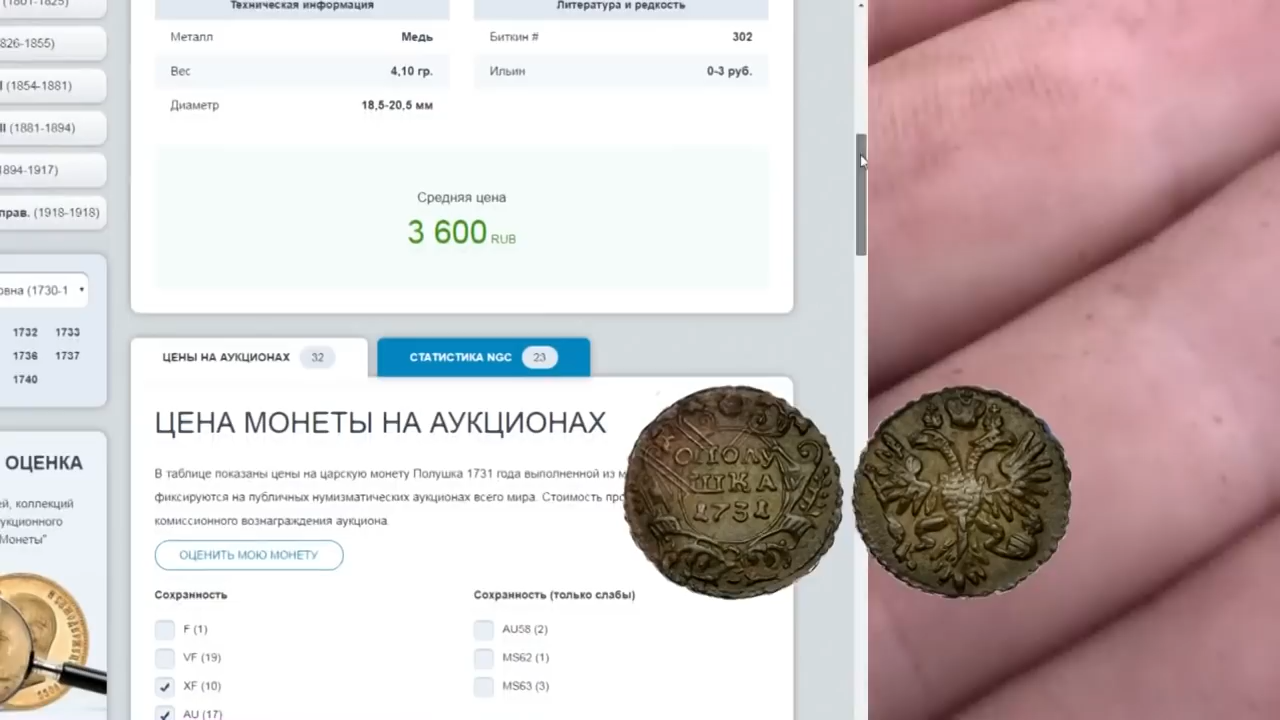 (1801-1825)
826-1855)
I (1854-1881)
II (1881-1894)
1894-1917)
прав. (1918-1918)
овна (1730-1
1732 1733
1736 1737
1740
ОЦЕНКА
ей, коллекций
укционного
Монеты"
Техническая информация
Металл Медь
Вес 4,10 гр.
Диаметр 18,5-20,5 мм
Литература и редкость
Биткин # 302
Ильин 0-3 руб.
Средняя цена
3 600 RUB
ЦЕНЫ НА АУКЦИОНАХ 32
СТАТИСТИКА NGC 23
ЦЕНА МОНЕТЫ НА АУКЦИОНАХ
В таблице показаны цены на царскую монету Полушка 1731 года выполненной из м
фиксируются на публичных нумизматических аукционах всего мира. Стоимость про
комиссионного вознаграждения аукциона.
ОЦЕНИТЬ МОЮ МОНЕТУ
Сохранность
F (1)
VF (19)
XF (10)
AU (17)
Сохранность (только слабы)
AU58 (2)
MS62 (1)
MS63 (3)
ПОЛУ
ШКА
1731